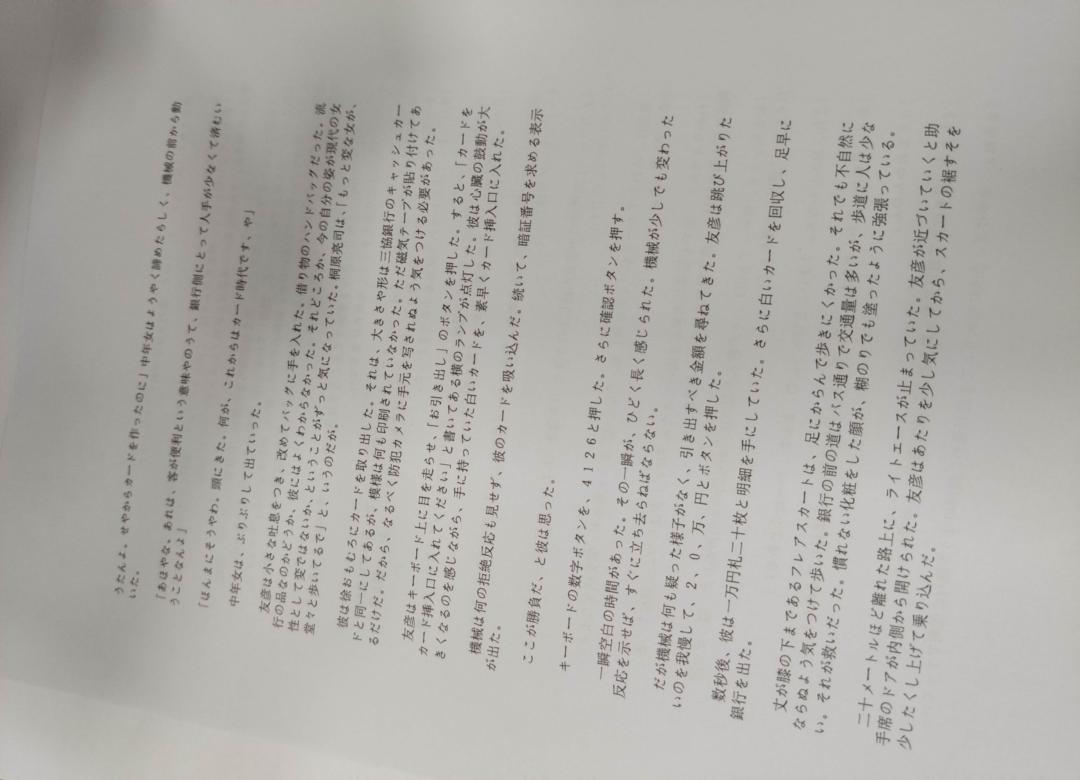 うたんよ。せやからカードを作ったのに」中年女はようやく諦めたらしく、機械の前から動
いた。
「あほやな。あれは、客が便利という意味やのうて、銀行側にとって人手が少なくて済むい
うことなんよ」
「ほんまにそうやわ。頭にきた。何が、これからはカード時代です、や」
中年女は、ぷりぷりして出ていった。
友彦は小さな吐息をつき、改めてバッグに手を入れた。借り物のハンドバッグだった。流
行の品なのかどうか、彼にはよくわからなかった。それどころか、今の自分の姿が現代の女
性として変ではないか、ということがずっと気になっていた。桐原亮司は、「もっと変な女が、
堂々と歩いてるで」と、いうのだが。
彼は徐おもむろにカードを取り出した。それは、大きさや形は三協銀行のキャッシュカー
ドと同一にしてあるが、模様は何も印刷されていなかった。ただ磁気テープが貼り付けてあ
るだけだ。だから、なるべく防犯カメラに手元を写されぬよう気をつける必要があった。
友彦はキーボード上に目を走らせ、「お引き出し」のボタンを押した。すると、「カードを
カード挿入口に入れてください」と書いてある横のランプが点灯した。彼は心臓の鼓動が大
きくなるのを感じながら、手に持っていた白いカードを、素早くカード挿入口に入れた。
機械は何の拒絶反応も見せず、彼のカードを吸い込んだ。続いて、暗証番号を求める表示
が出た。
ここが勝負だ、と彼は思った。
キーボードの数字ボタンを、4126と押した。さらに確認ボタンを押す。
一瞬空白の時間があった。その一瞬が、ひどく長く感じられた。機械が少しでも変わった
反応を示せば、すぐに立ち去らねばならない。
だが機械は何も疑った様子がなく、引き出すべき金額を尋ねてきた。友彦は跳び上がりた
いのを我慢して、2、0、万、円とボタンを押した。
数秒後、彼は一万円札二十枚と明細を手にしていた。さらに白いカードを回収し、足早に
銀行を出た。
丈が膝の下まであるフレアスカートは、足にからんで歩きにくかった。それでも不自然に
ならぬよう気をつけて歩いた。銀行の前の道はバス通りで交通量は多いが、歩道に人は少な
い。それが救いだった。慣れない化粧をした顔が、糊のりでも塗ったように強張っている。
二十メートルほど離れた路上に、ライトエースが止まっていた。友彦が近づいていくと助
手席のドアが内側から開けられた。友彦はあたりを少し気にしてから、スカートの裾すそを
少したくし上げて乗り込んだ。